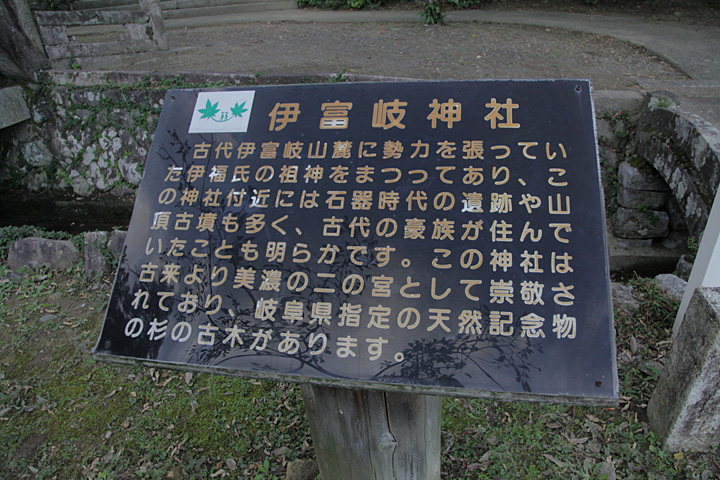 伊富岐神社
古代伊富岐山麓に勢力を張ってい
た伊福氏の祖神をまつってあり、こ
の神社付近には石器時代の遺跡や山
頂古墳も多く、古代の豪族が住んで
いたことも明らかです。この神社は
古来より美濃の二の宮として崇敬さ
れており、岐阜県指定の天然記念物
の杉の古木があります。